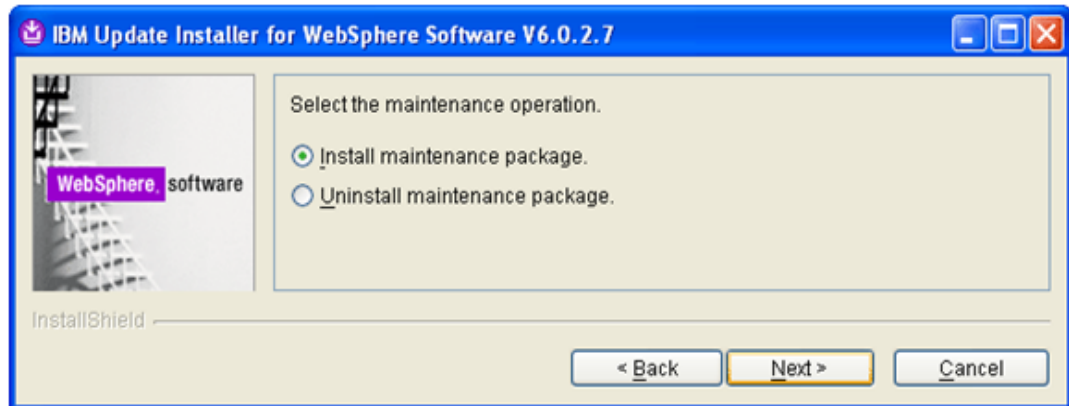 IBM Update Installer for WebSphere Software V6.0.2.7
Select the maintenance operation.
Install maintenance package.
Uninstall maintenance package.
WebSphere. software
InstallShield
< Back
Next >
Cancel